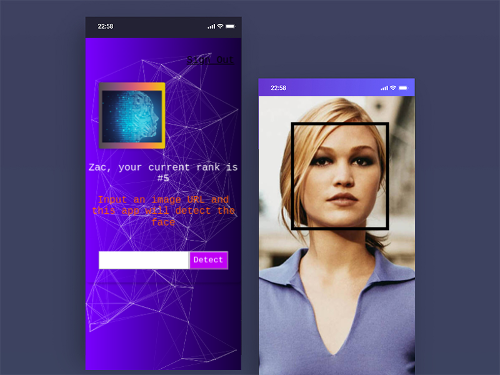 22:58
Sign Out
Zac, your current rank is
#5
Input an image URL and
this app will detect the
face
Detect
22:58